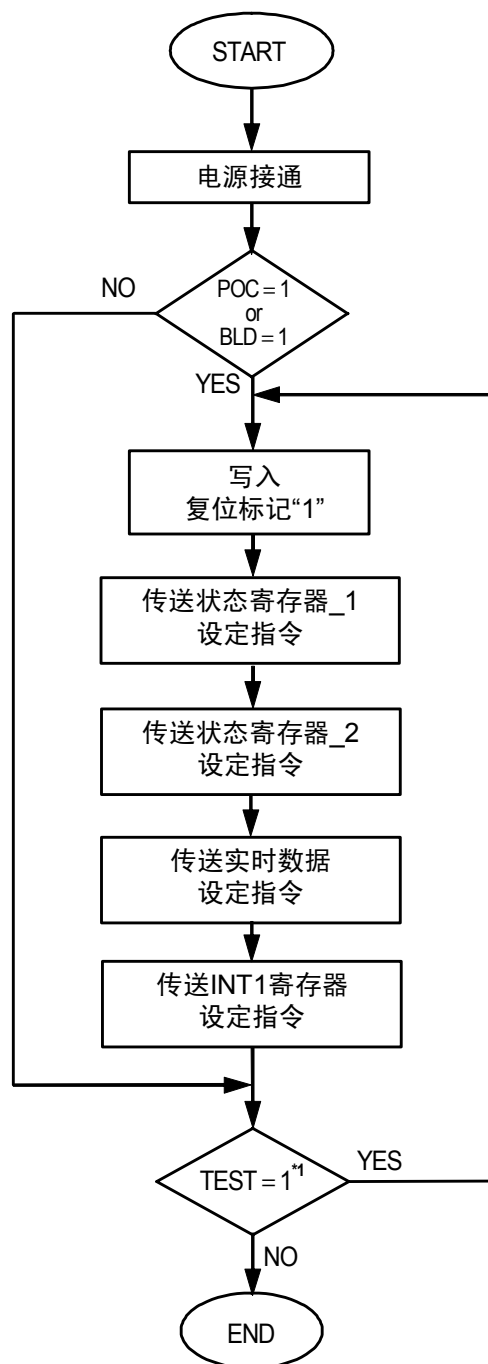 START
电源接通
NO
POC = 1
or
BLD = 1
YES
写入
复位标记“1”
传送状态寄存器_1
设定指令
传送状态寄存器_2
设定指令
传送实时数据
设定指令
传送INT1寄存器
设定指令
TEST = 1*1
YES
NO
END